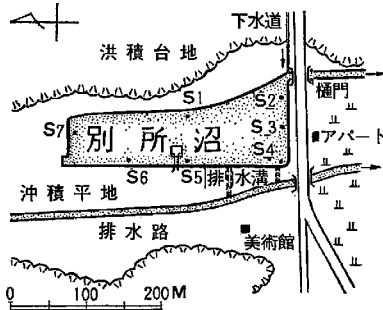 下水道
洪積台地
S1
S2
樋門
S3
アパート
S7
別所沼
S4
S6
S5
排水溝
沖積平地
排水路
美術館
0 100 200M